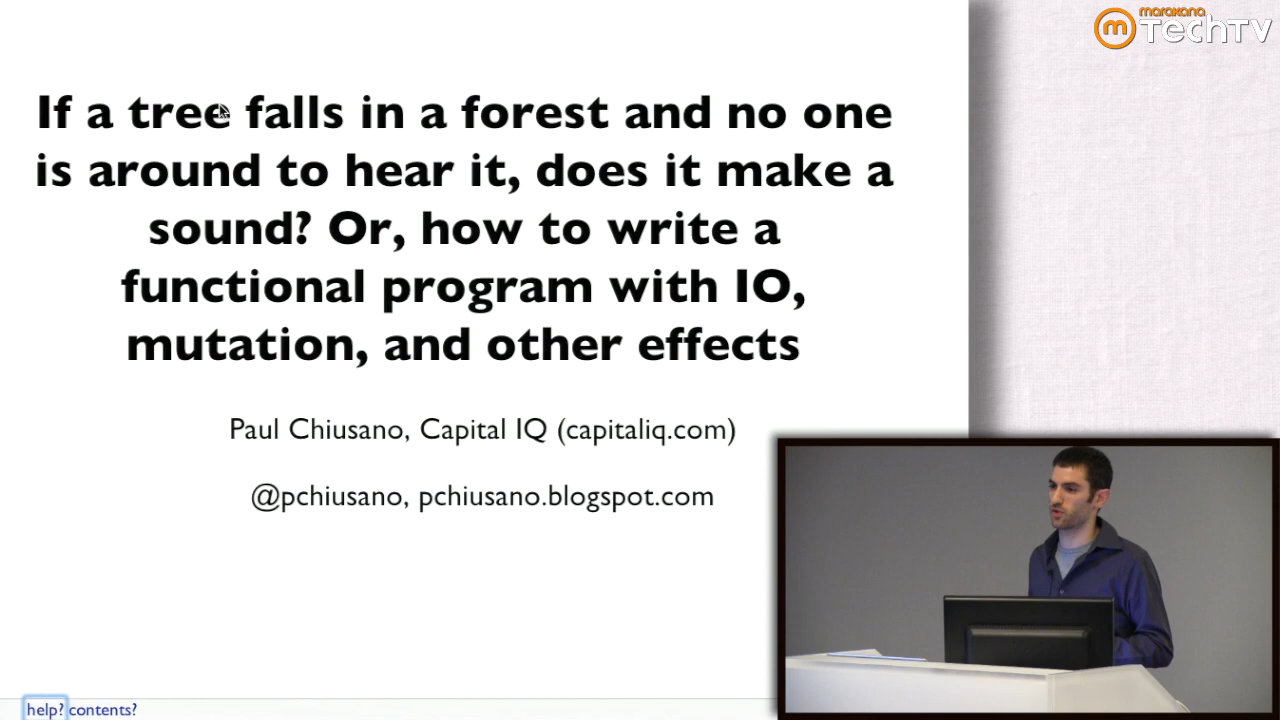 maraкana
TechTV
If a tree falls in a forest and no one
is around to hear it, does it make a
sound? Or, how to write a
functional program with IO,
mutation, and other effects
Paul Chiusano, Capital IQ (capitaliq.com)
@pchiusano, pchiusano.blogspot.com
help? contents?